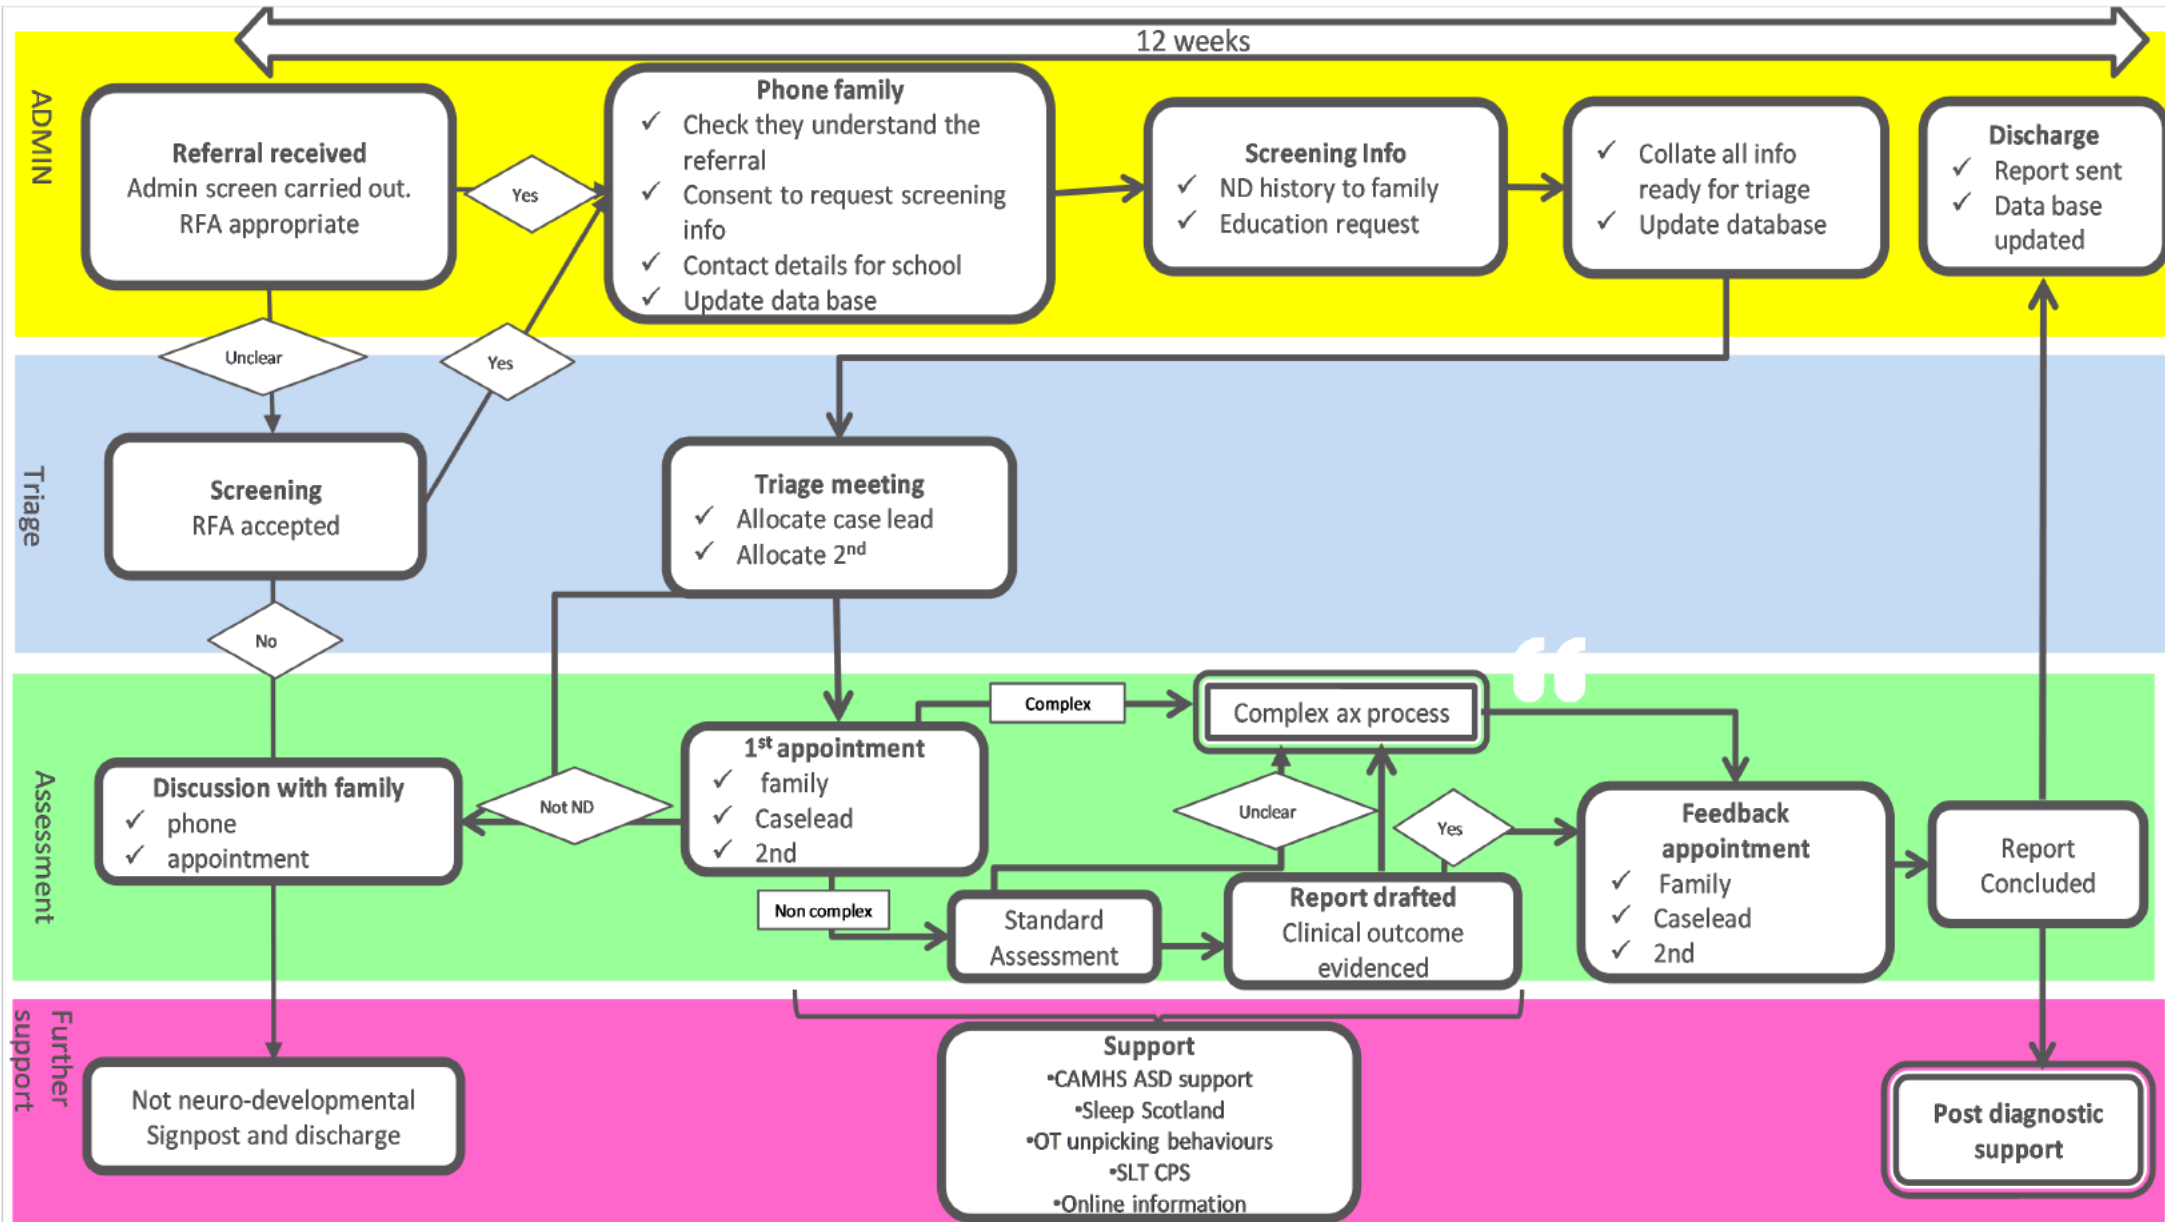 12 weeks
ADMIN
Referral received
Admin screen carried out.
RFA appropriate
Yes
Phone family
✓ Check they understand the
referral
✓ Consent to request screening
info
✓ Contact details for school
✓ Update data base
Screening Info
✓ ND history to family
✓ Education request
✓ Collate all info
ready for triage
✓ Update database
Discharge
✓ Report sent
✓ Data base
updated
Unclear
Yes
Triage
Screening
RFA accepted
Triage meeting
✓ Allocate case lead
✓ Allocate 2nd
No
“
Assessment
Discussion with family
✓ phone
✓ appointment
Not ND
1st appointment
✓ family
✓ Caselead
✓ 2nd
Complex
Complex ax process
Non complex
Standard
Assessment
Unclear
Yes
Report drafted
Clinical outcome
evidenced
Feedback
appointment
✓ Family
✓ Caselead
✓ 2nd
Report
Concluded
Further
support
Not neuro-developmental
Signpost and discharge
Support
•CAMHS ASD support
•Sleep Scotland
•OT unpicking behaviours
•SLT CPS
•Online information
Post diagnostic
support